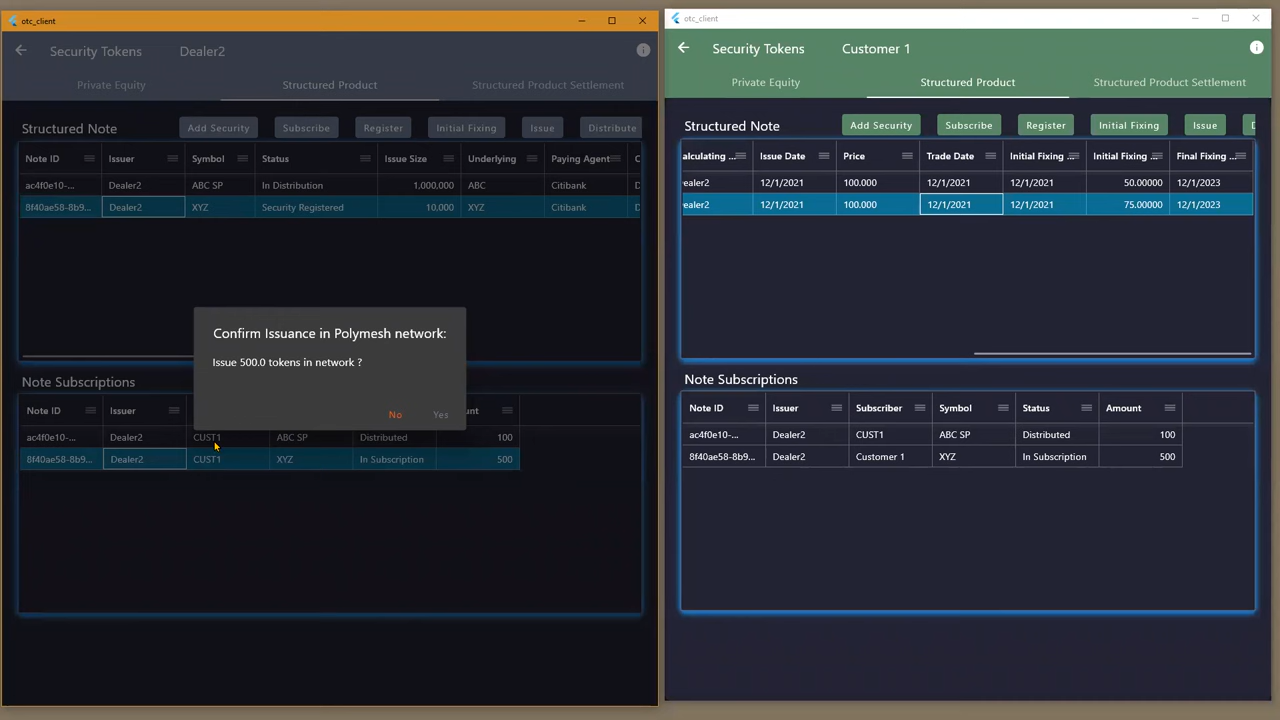 otc_client
Security Tokens Dealer2
Private Equity Structured Product Structured Product Settlement
Structured Note Add Security Subscribe Register Initial Fixing Issue Distribute
Note ID Issuer Symbol Status Issue Size Underlying Paying Agent C
ac4f0e10-... Dealer2 ABC SP In Distribution 1,000,000 ABC Citibank D
8f40ae58-8b9... Dealer2 XYZ Security Registered 10,000 XYZ Citibank D
Confirm Issuance in Polymesh network:
Issue 500.0 tokens in network ?
No Yes
Note Subscriptions
Note ID Issuer
ac4f0e10-... Dealer2 CUST1 ABC SP Distributed 100
8f40ae58-8b9... Dealer2 CUST1 XYZ In Subscription 500
otc_client
Security Tokens Customer 1
Private Equity Structured Product Structured Product Settlement
Structured Note Add Security Subscribe Register Initial Fixing Issue D
alculating ... Issue Date Price Trade Date Initial Fixing ... Initial Fixing ... Final Fixing ...
ealer2 12/1/2021 100.000 12/1/2021 12/1/2021 50.00000 12/1/2023
ealer2 12/1/2021 100.000 12/1/2021 12/1/2021 75.00000 12/1/2023
Note Subscriptions
Note ID Issuer Subscriber Symbol Status Amount
ac4f0e10-... Dealer2 CUST1 ABC SP Distributed 100
8f40ae58-8b9... Dealer2 Customer 1 XYZ In Subscription 500